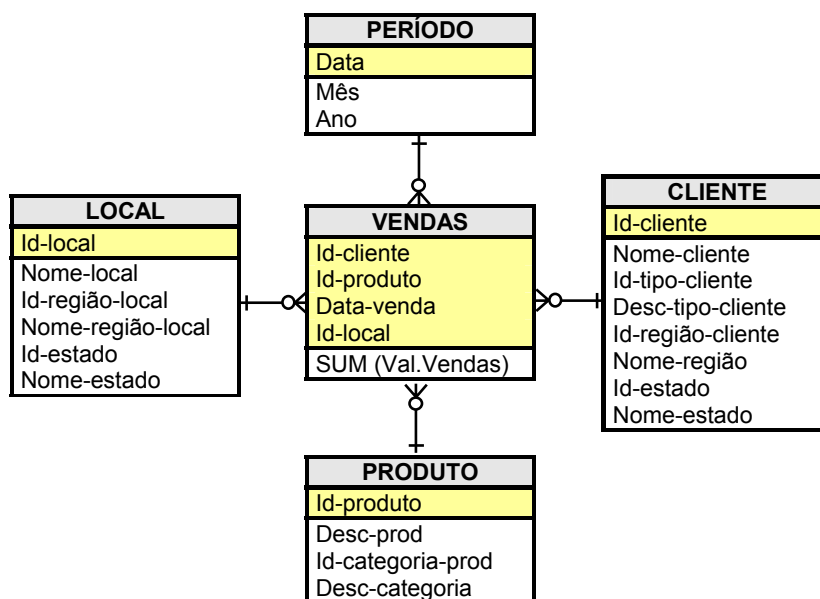 PERÍODO
Data
Mês
Ano
LOCAL
Id-local
Nome-local
Id-região-local
Nome-região-local
Id-estado
Nome-estado
VENDAS
Id-cliente
Id-produto
Data-venda
Id-local
SUM (Val.Vendas)
CLIENTE
Id-cliente
Nome-cliente
Id-tipo-cliente
Desc-tipo-cliente
Id-região-cliente
Nome-região
Id-estado
Nome-estado
PRODUTO
Id-produto
Desc-prod
Id-categoria-prod
Desc-categoria